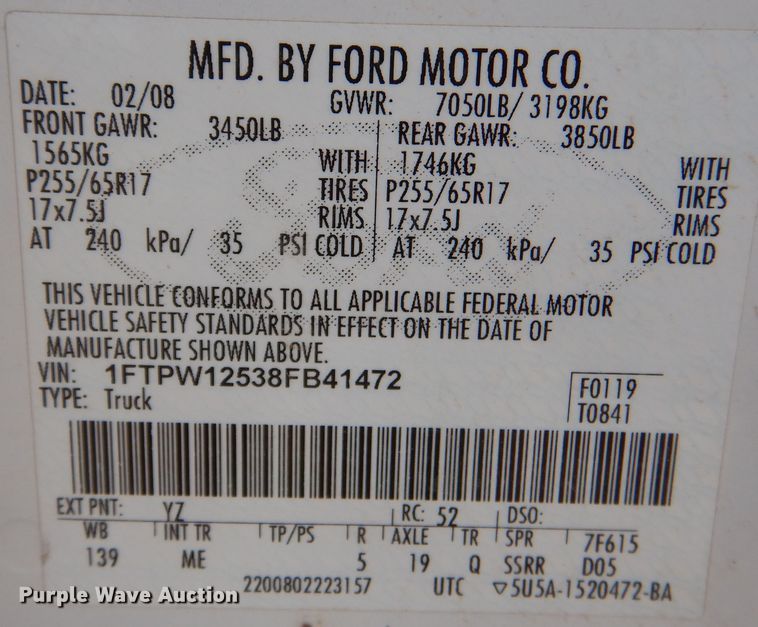 MFD. BY FORD MOTOR CO.
DATE: 02/08 GVWR: 7050LB/ 3198KG
FRONT GAWR: 3450LB REAR GAWR: 3850LB
1565KG WITH 1746KG WITH
P255/65R17 TIRES P255/65R17 TIRES
17x7.5J RIMS 17x7.5J RIMS
AT 240 kPa/ 35 PSI COLD AT 240 kPa/ 35 PSI COLD
THIS VEHICLE CONFORMS TO ALL APPLICABLE FEDERAL MOTOR
VEHICLE SAFETY STANDARDS IN EFFECT ON THE DATE OF
MANUFACTURE SHOWN ABOVE.
VIN: 1FTPW12538FB41472 F0119
TYPE: Truck T0841
EXT PNT: YZ RC: 52 DSO:
WB INT TR TP/PS R AXLE TR SPR 7F615
139 ME 5 19 Q SSRR D05
2200802223157 UTC ▽5U5A-1520472-BA
Purple Wave Auction